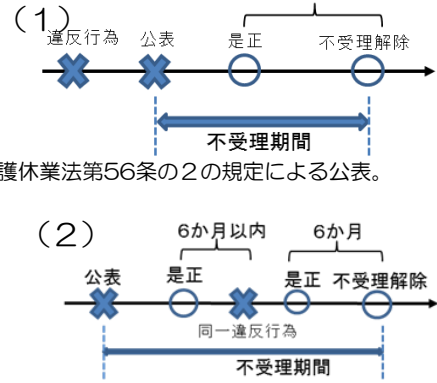 (1)
違反行為 公表 是正 不受理解除
不受理期間
護休業法第56条の２の規定による公表。
(2)
6か月以内 6か月
公表 是正 是正 不受理解除
同一違反行為
不受理期間